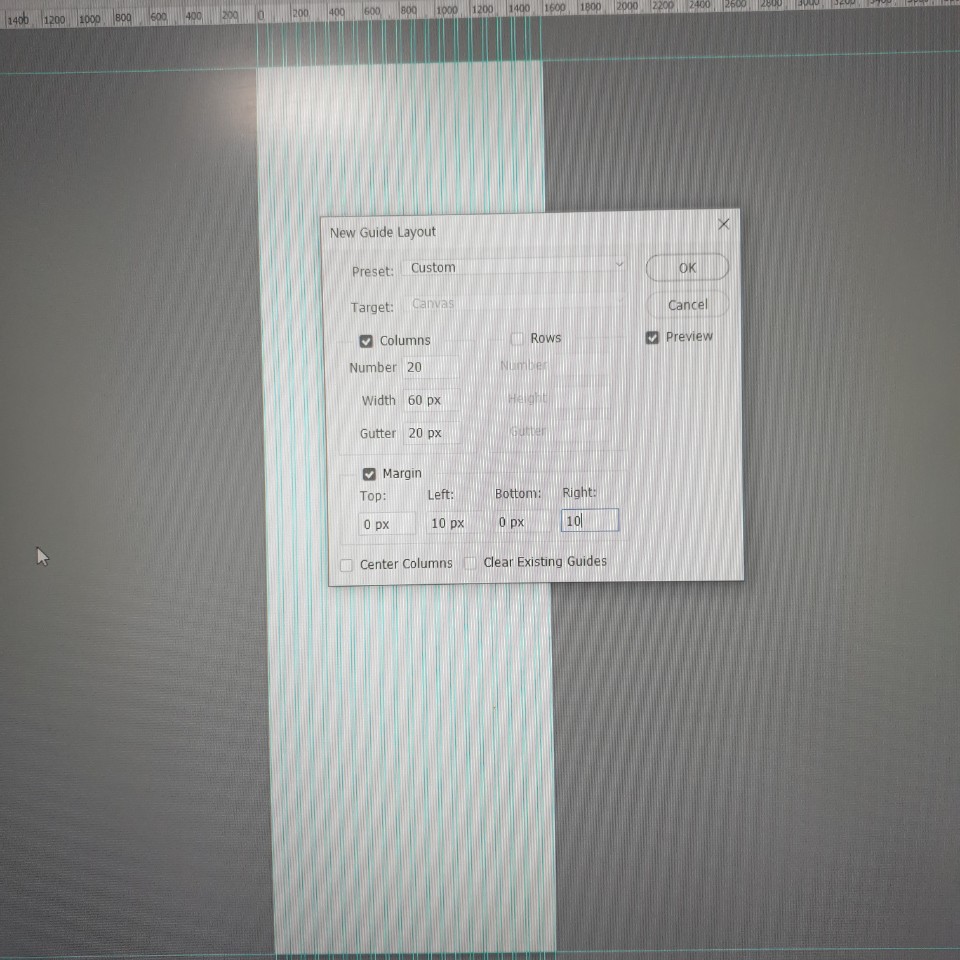 1400 1200 1000 800 600 400 200 0 200 400 600 800 1000 1200 1400 1600 1800 2000 2200 2400 2600 2800 3000
New Guide Layout
Preset: Custom
OK
Target: Canvas
Cancel
Columns Rows
Preview
Number 20 Number
Width 60 px Height
Gutter 20 px Gutter
Margin
Top: Left: Bottom: Right:
0 px 10 px 0 px 10
Center Columns Clear Existing Guides